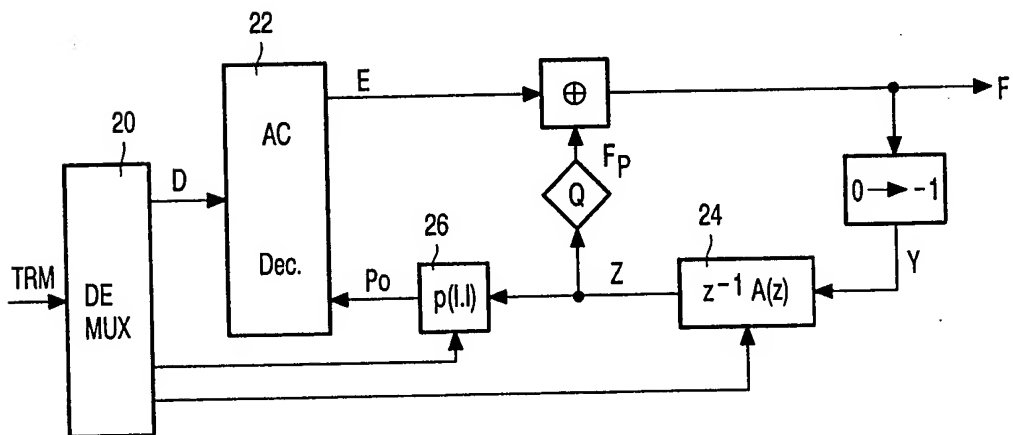 22
E
⊕
F
20
AC
F_P
0 → -1
D
Q
26
24
Y
TRM
DE
MUX
Dec.
Po
p(I.I)
Z
z⁻¹ A(z)